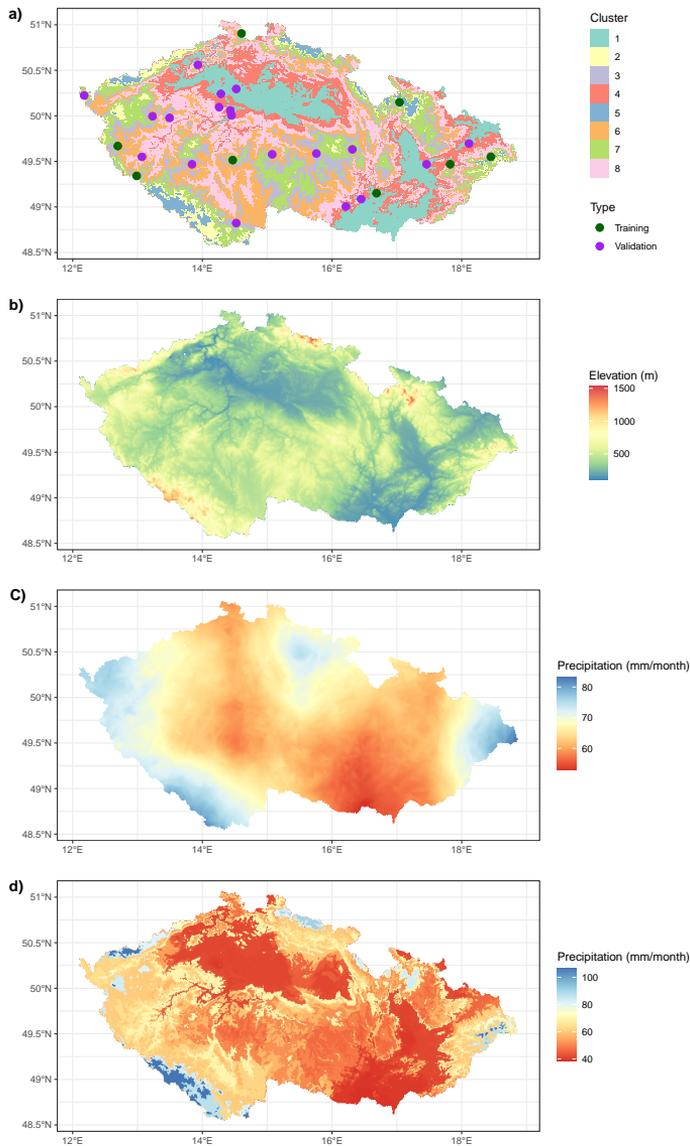 a)
51°N
50.5°N
50°N
49.5°N
49°N
48.5°N
12°E 14°E 16°E 18°E
Cluster
1
2
3
4
5
6
7
8
Type
Training
Validation
b)
51°N
50.5°N
50°N
49.5°N
49°N
48.5°N
12°E 14°E 16°E 18°E
Elevation (m)
1500
1000
500
C)
51°N
50.5°N
50°N
49.5°N
49°N
48.5°N
12°E 14°E 16°E 18°E
Precipitation (mm/month)
80
70
60
d)
51°N
50.5°N
50°N
49.5°N
49°N
48.5°N
12°E 14°E 16°E 18°E
Precipitation (mm/month)
100
80
60
40